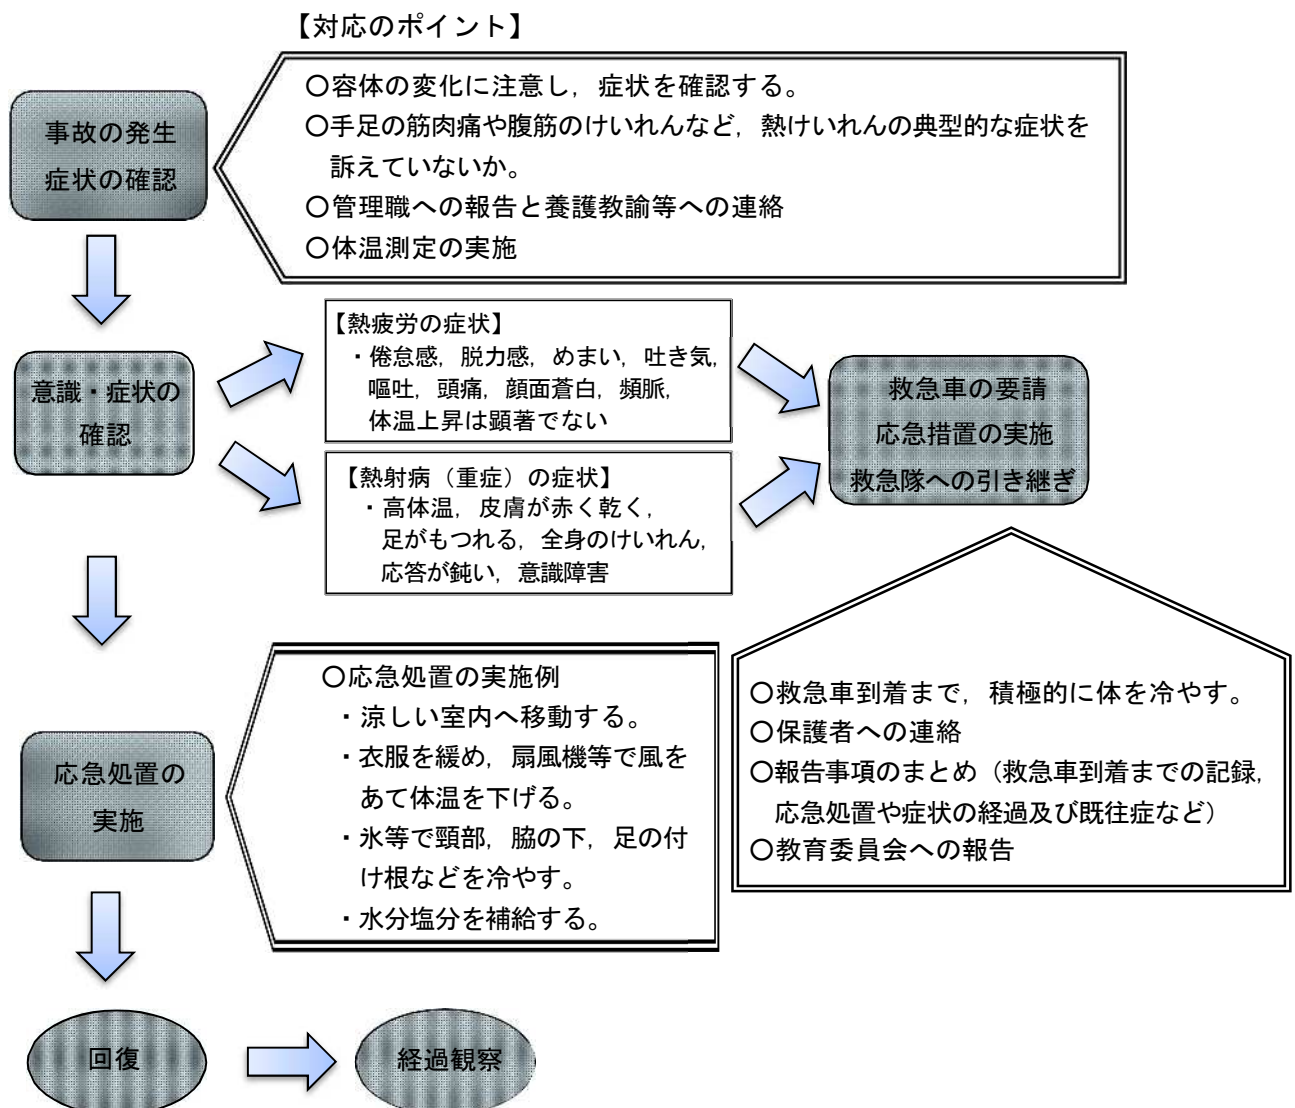 【対応のポイント】
事故の発生
症状の確認
○容体の変化に注意し，症状を確認する。
○手足の筋肉痛や腹筋のけいれんなど，熱けいれんの典型的な症状を
訴えていないか。
○管理職への報告と養護教諭等への連絡
○体温測定の実施
意識・症状の
確認
【熱疲労の症状】
・倦怠感，脱力感，めまい，吐き気，
嘔吐，頭痛，顔面蒼白，頻脈，
体温上昇は顕著でない
【熱射病（重症）の症状】
・高体温，皮膚が赤く乾く，
足がもつれる，全身のけいれん，
応答が鈍い，意識障害
救急車の要請
応急措置の実施
救急隊への引き継ぎ
○救急車到着まで，積極的に体を冷やす。
○保護者への連絡
○報告事項のまとめ（救急車到着までの記録，
応急処置や症状の経過及び既往症など）
○教育委員会への報告
応急処置の
実施
○応急処置の実施例
・涼しい室内へ移動する。
・衣服を緩め，扇風機等で風を
あて体温を下げる。
・氷等で頸部，脇の下，足の付
け根などを冷やす。
・水分塩分を補給する。
回復
経過観察